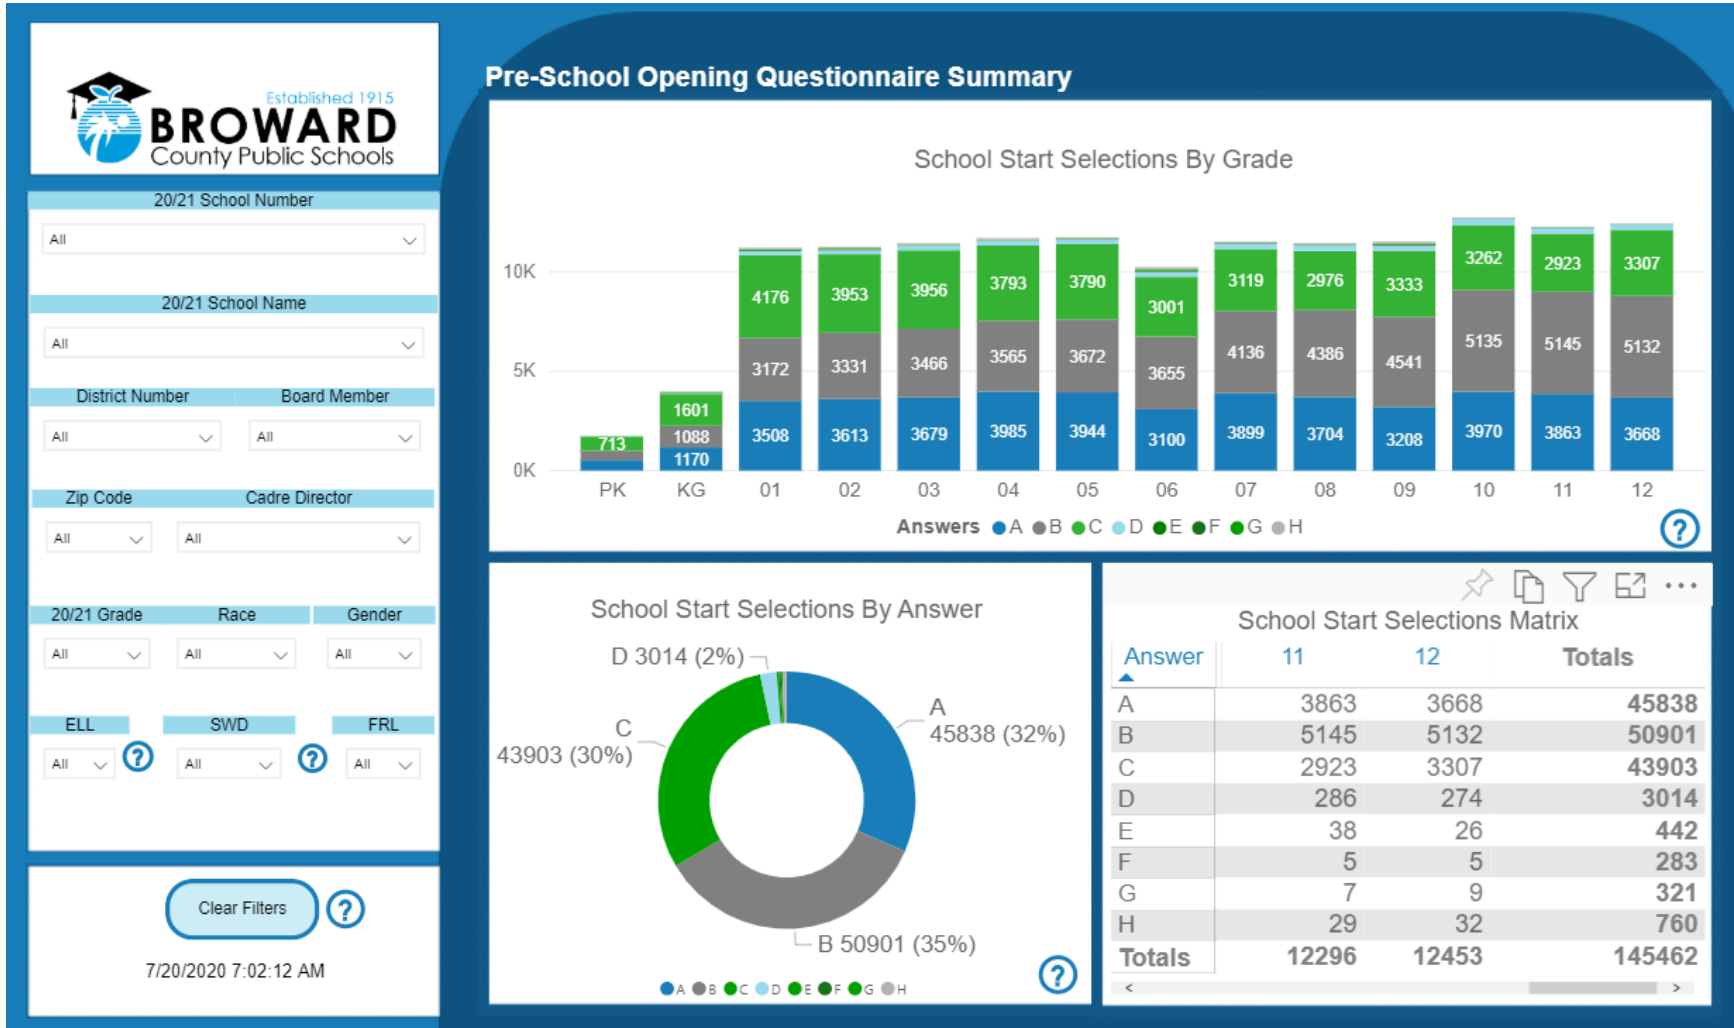 Established 1915
BROWARD
County Public Schools
20/21 School Number
All
20/21 School Name
All
District Number Board Member
All All
Zip Code Cadre Director
All All
20/21 Grade Race Gender
All All All
ELL SWD FRL
All ? All ? All
Clear Filters ?
7/20/2020 7:02:12 AM
Pre-School Opening Questionnaire Summary
School Start Selections By Grade
10K
5K
0K
713
1601
1088
1170
4176
3172
3508
3953
3331
3613
3956
3466
3679
3793
3565
3985
3790
3672
3944
3001
3655
3100
3119
4136
3899
2976
4386
3704
3333
4541
3208
3262
5135
3970
2923
5145
3863
3307
5132
3668
PK KG 01 02 03 04 05 06 07 08 09 10 11 12
Answers A B C D E F G H
?
School Start Selections By Answer
D 3014 (2%)
A
45838 (32%)
C
43903 (30%)
B 50901 (35%)
A B C D E F G H
?
School Start Selections Matrix
Answer 11 12 Totals
A 3863 3668 45838
B 5145 5132 50901
C 2923 3307 43903
D 286 274 3014
E 38 26 442
F 5 5 283
G 7 9 321
H 29 32 760
Totals 12296 12453 145462